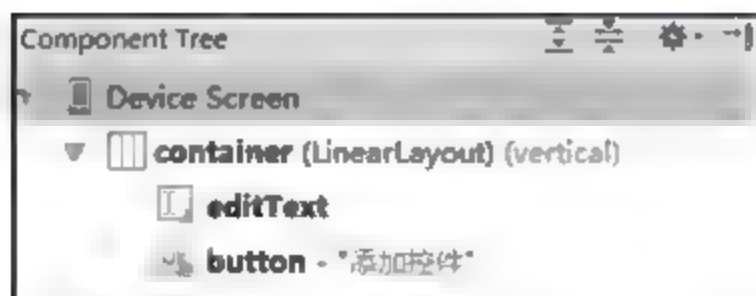 Component Tree
Device Screen
container (LinearLayout) (vertical)
editText
button - "添加控件"